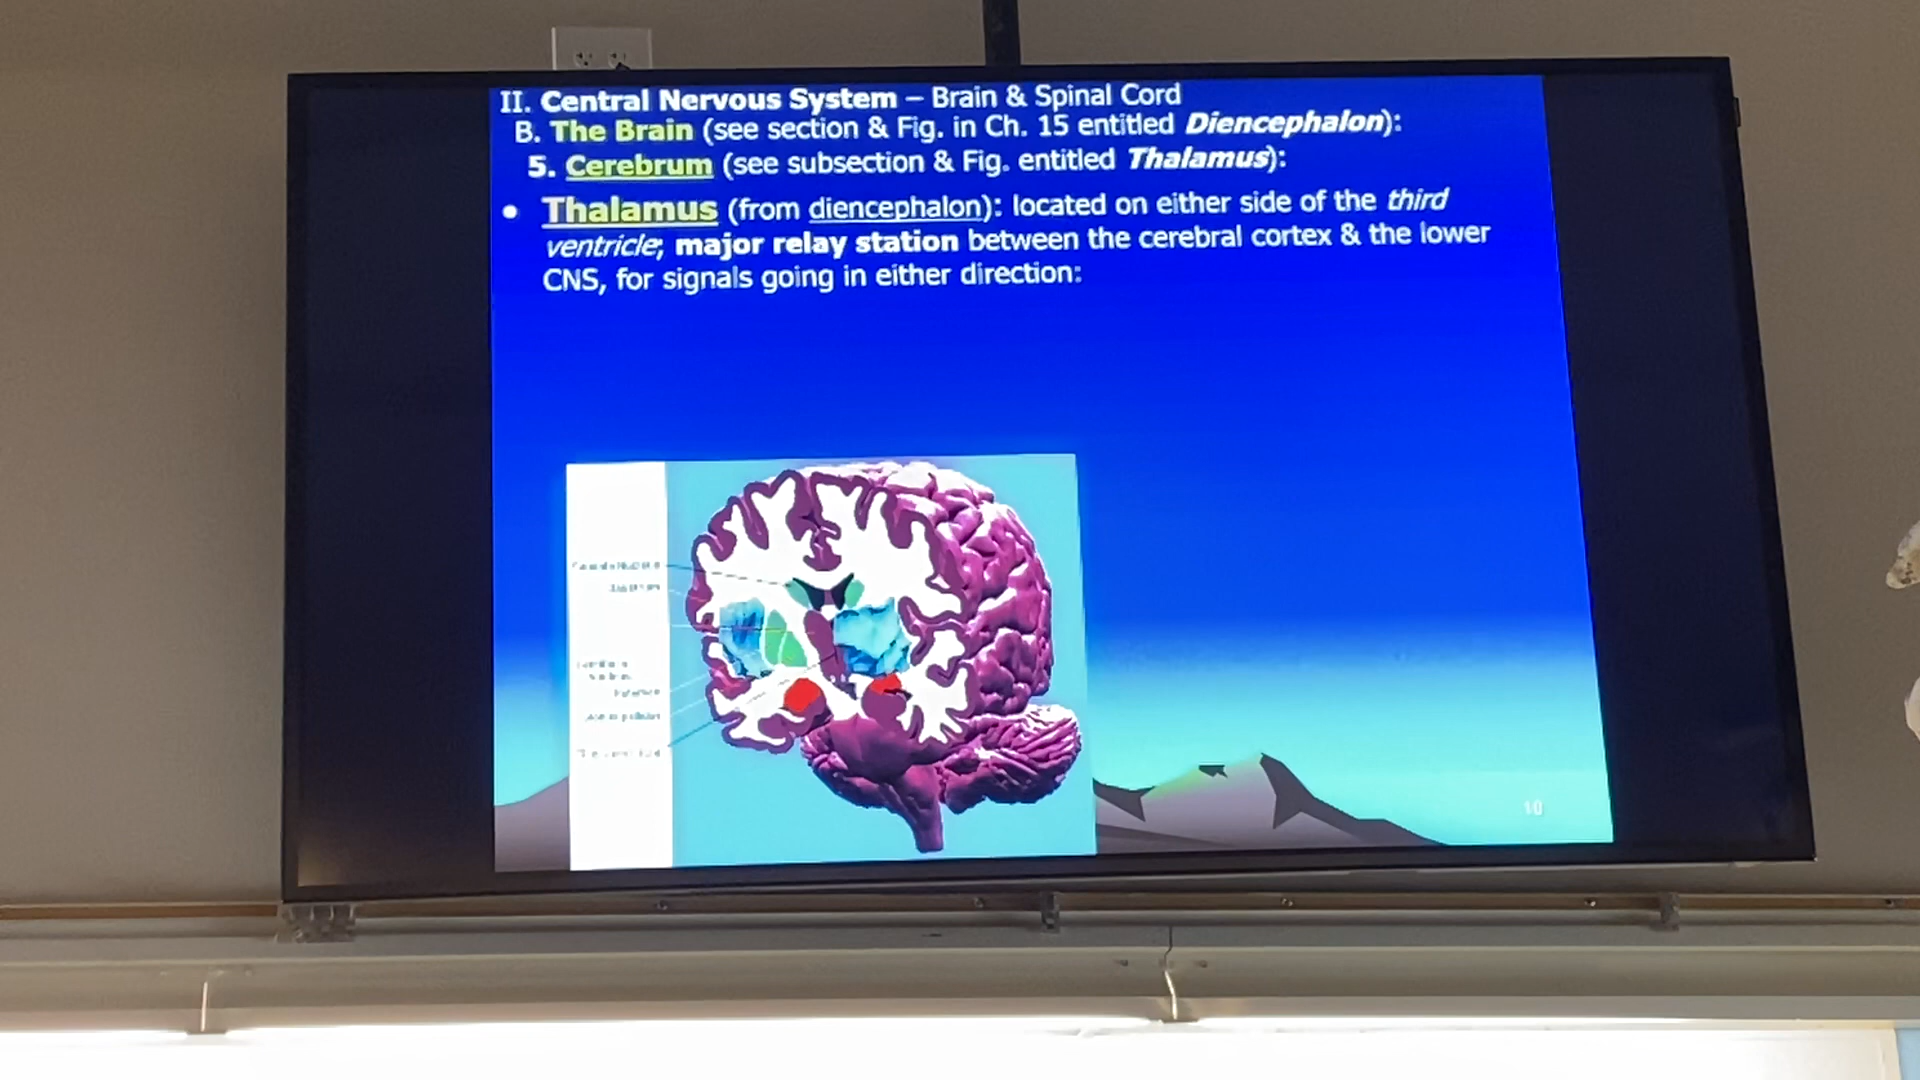 II. Central Nervous System – Brain & Spinal Cord
B. The Brain (see section & Fig. in Ch. 15 entitled Diencephalon):
5. Cerebrum (see subsection & Fig. entitled Thalamus):
• Thalamus (from diencephalon): located on either side of the third
ventricle; major relay station between the cerebral cortex & the lower
CNS, for signals going in either direction:
10